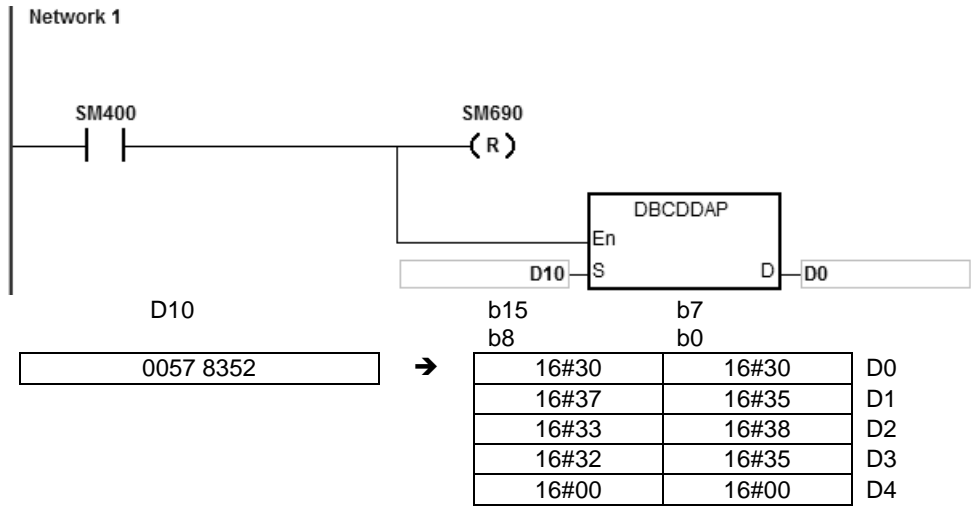 Network 1
SM400 SM690
R
DBCDDAP
En
D10 S D D0
D10 b15 b7
b8 b0
0057 8352 ➔ 16#30 16#30 D0
16#37 16#35 D1
16#33 16#38 D2
16#32 16#35 D3
16#00 16#00 D4